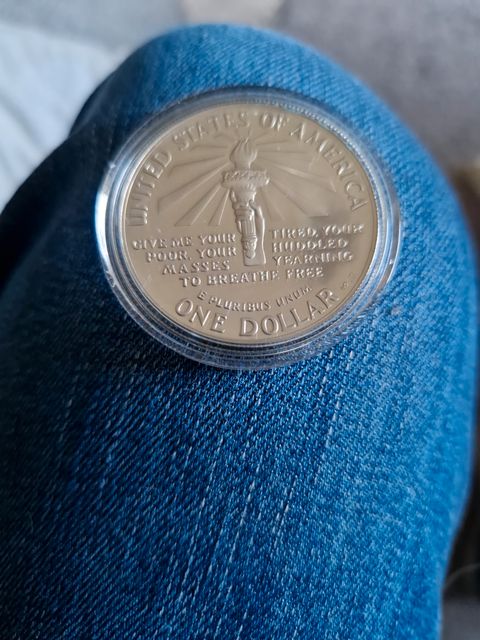 UNITED STATES OF AMERICA
GIVE ME YOUR TIRED, YOUR
POOR, YOUR HUDDLED
MASSES YEARNING
TO BREATHE FREE
E PLURIBUS UNUM
ONE DOLLAR